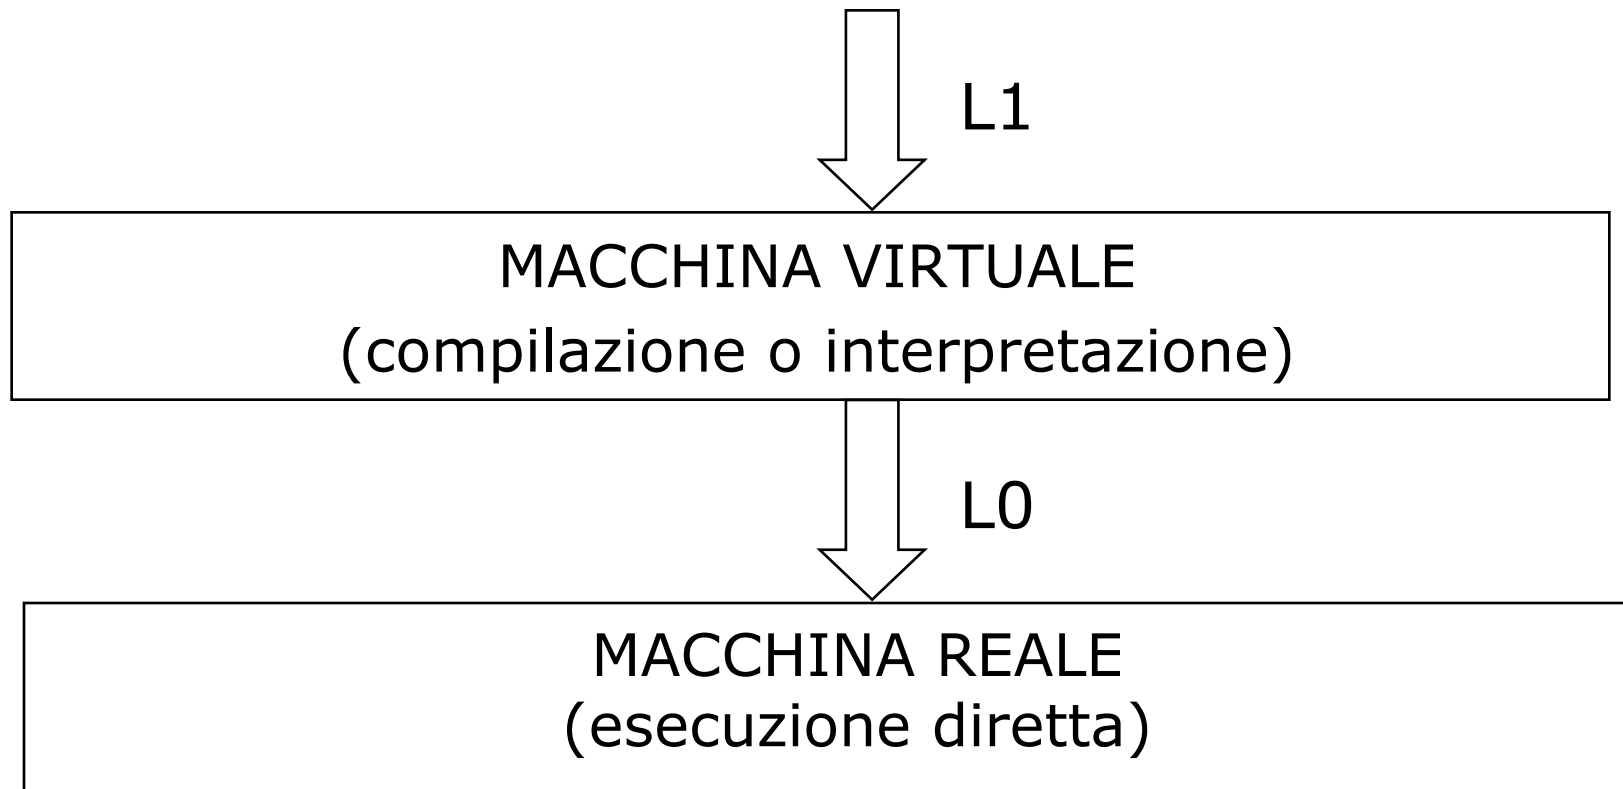 L1
MACCHINA VIRTUALE
(compilazione o interpretazione)
L0
MACCHINA REALE
(esecuzione diretta)